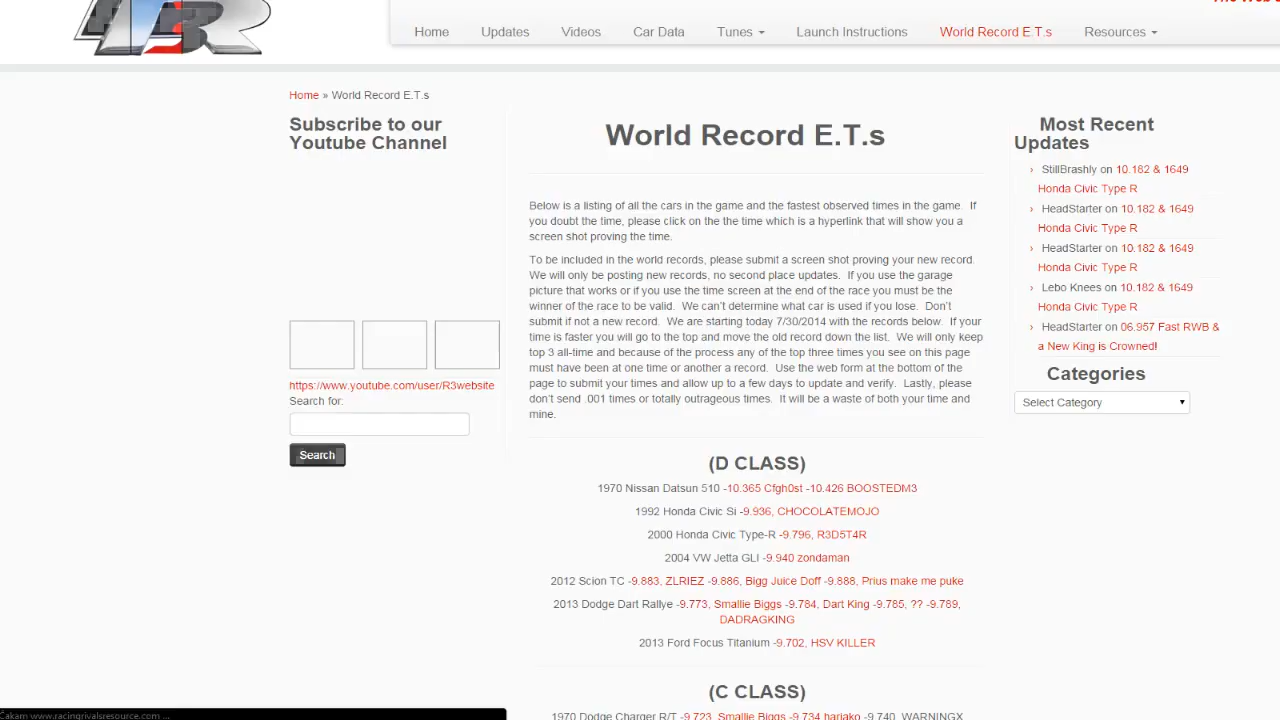 Home Updates Videos Car Data Tunes Launch Instructions World Record E.T.s Resources
Home » World Record E.T.s
Subscribe to our
Youtube Channel
https://www.youtube.com/user/R3website
Search for:
Search
World Record E.T.s
Below is a listing of all the cars in the game and the fastest observed times in the game.  If
you doubt the time, please click on the the time which is a hyperlink that will show you a
screen shot proving the time.
To be included in the world records, please submit a screen shot proving your new record.
We will only be posting new records, no second place updates.  If you use the garage
picture that works or if you use the time screen at the end of the race you must be the
winner of the race to be valid.  We can't determine what car is used if you lose.  Don't
submit if not a new record.  We are starting today 7/30/2014 with the records below.  If your
time is faster you will go to the top and move the old record down the list.  We will only keep
top 3 all-time and because of the process any of the top three times you see on this page
must have been at one time or another a record.  Use the web form at the bottom of the
page to submit your times and allow up to a few days to update and verify.  Lastly, please
don't send .001 times or totally outrageous times.  It will be a waste of both your time and
mine.
(D CLASS)
1970 Nissan Datsun 510 -10.365 Cfgh0st -10.426 BOOSTEDM3
1992 Honda Civic Si -9.936, CHOCOLATEMOJO
2000 Honda Civic Type-R -9.796, R3D5T4R
2004 VW Jetta GLI -9.940 zondaman
2012 Scion TC -9.883, ZLRIEZ -9.886, Bigg Juice Doff -9.888, Prius make me puke
2013 Dodge Dart Rallye -9.773, Smallie Biggs -9.784, Dart King -9.785, ?? -9.789,
DADRAGKING
2013 Ford Focus Titanium -9.702, HSV KILLER
(C CLASS)
1970 Dodge Charger R/T -9.723, Smallie Biggs -9.734 hariako -9.740, WARNINGX
Most Recent
Updates
› StillBrashly on 10.182 & 1649
Honda Civic Type R
› HeadStarter on 10.182 & 1649
Honda Civic Type R
› HeadStarter on 10.182 & 1649
Honda Civic Type R
› Lebo Knees on 10.182 & 1649
Honda Civic Type R
› HeadStarter on 06.957 Fast RWB &
a New King is Crowned!
Categories
Select Category
Čakam www.racingrivalsresource.com ...